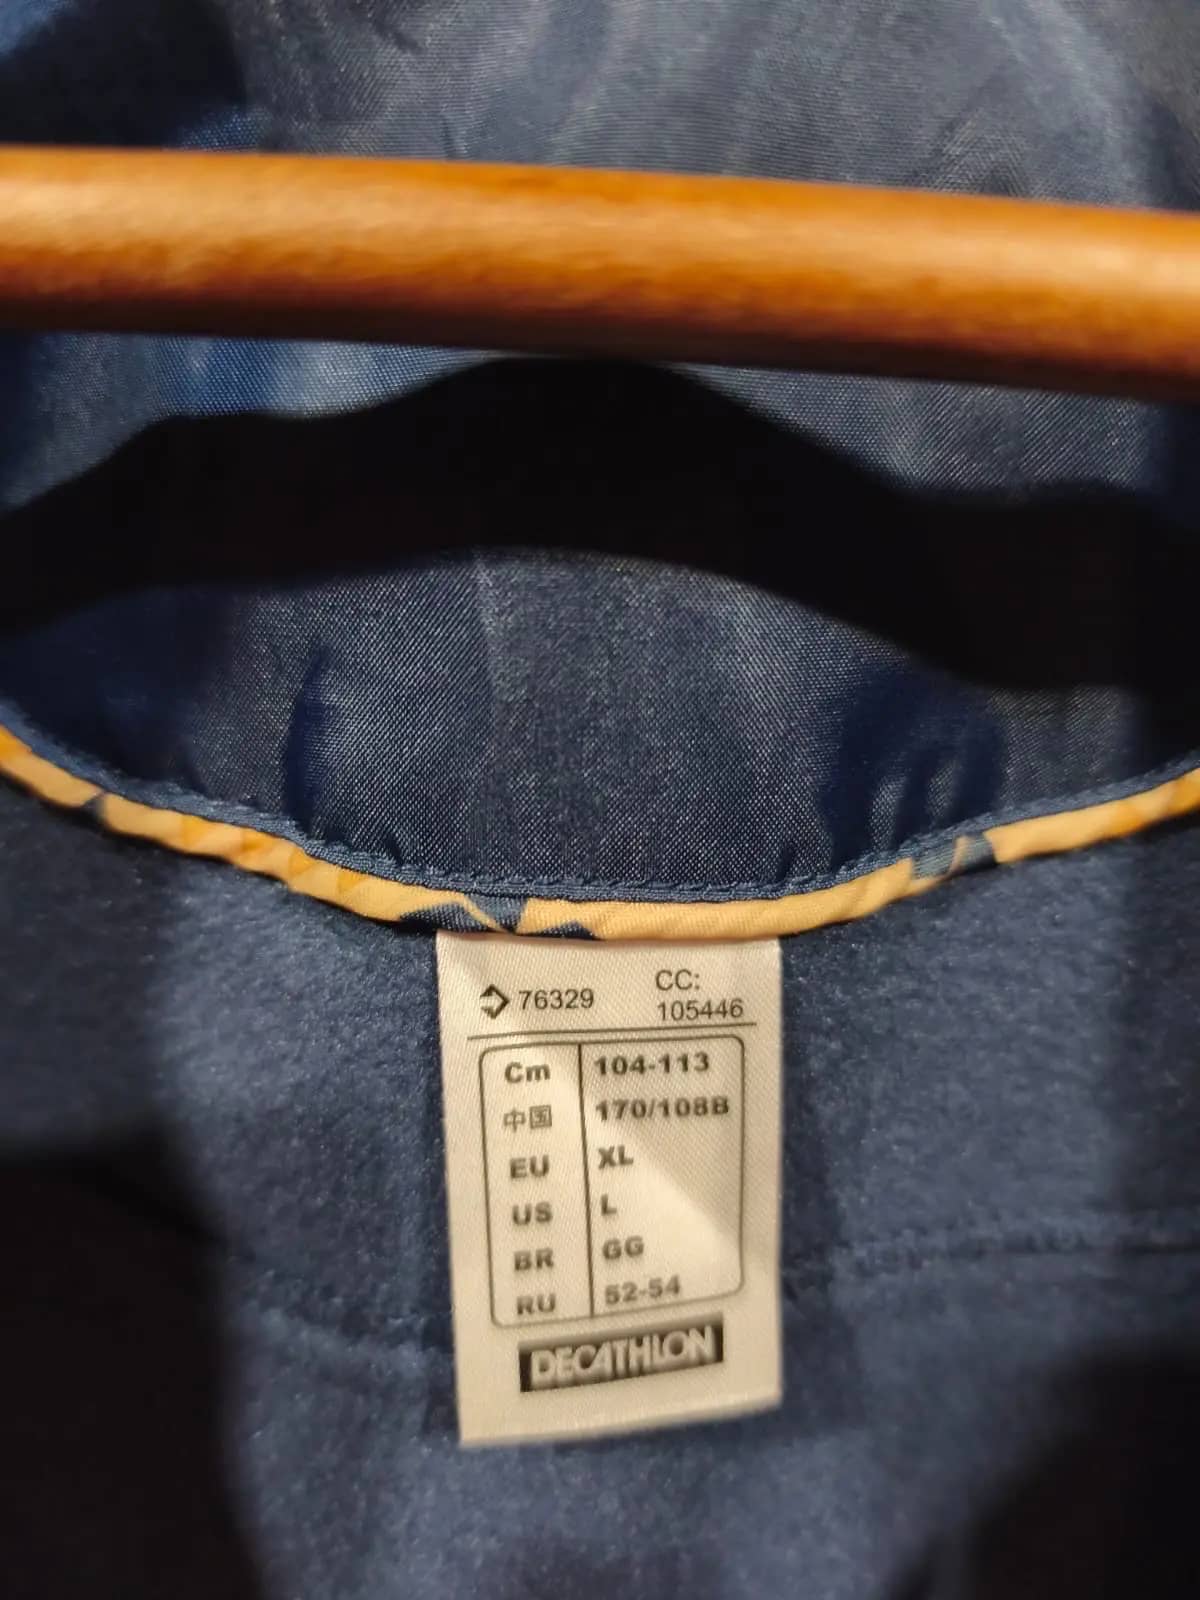 76329 CC:
105446
Cm 104-113
中国 170/108B
EU XL
US L
BR GG
RU 52-54
DECATHLON